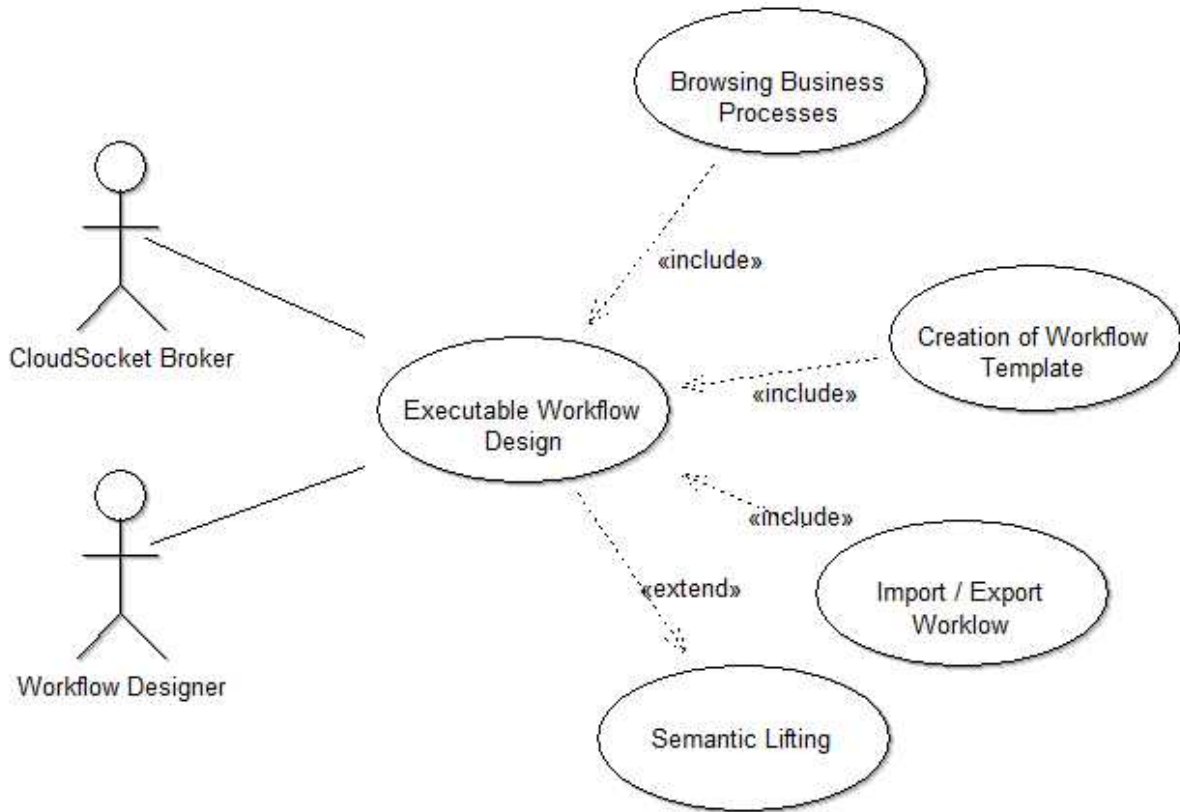 Browsing Business
Processes
«include»
CloudSocket Broker
Creation of Workflow
Template
«include»
Executable Workflow
Design
«include»
«extend»
Import / Export
Worklow
Workflow Designer
Semantic Lifting